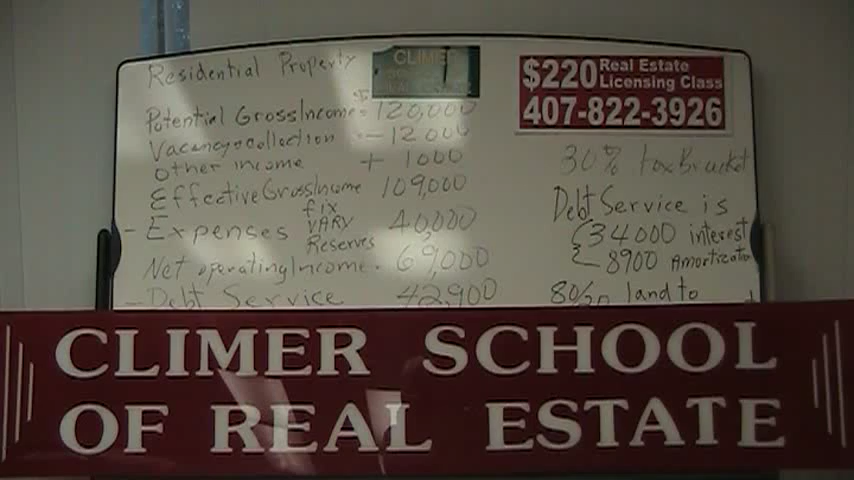 Residential Property
CLIMER
REAL ESTATE
$220 Real Estate
Licensing Class
407-822-3926
Potential Gross Income = $120,000
Vacancy & collection - 12 000
other income + 1000
Effective Gross Income 109,000
- Expenses fix VARY Reserves 40,000
Net operating Income. 69,000
- Debt Service 42,900
30% tax Bracket
Debt Service is
34000 interest
8900 Amortization
80/20 land to
CLIMER SCHOOL
OF REAL ESTATE